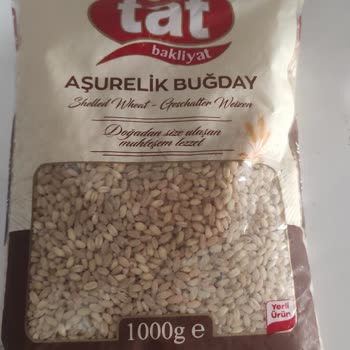 tat
bakliyat
AŞURELİK BUĞDAY
Shelled Wheat - Geschalter Weizen
Doğadan size ulaşan
muhteşem lezzet
Yerli
Ürün
1000g e